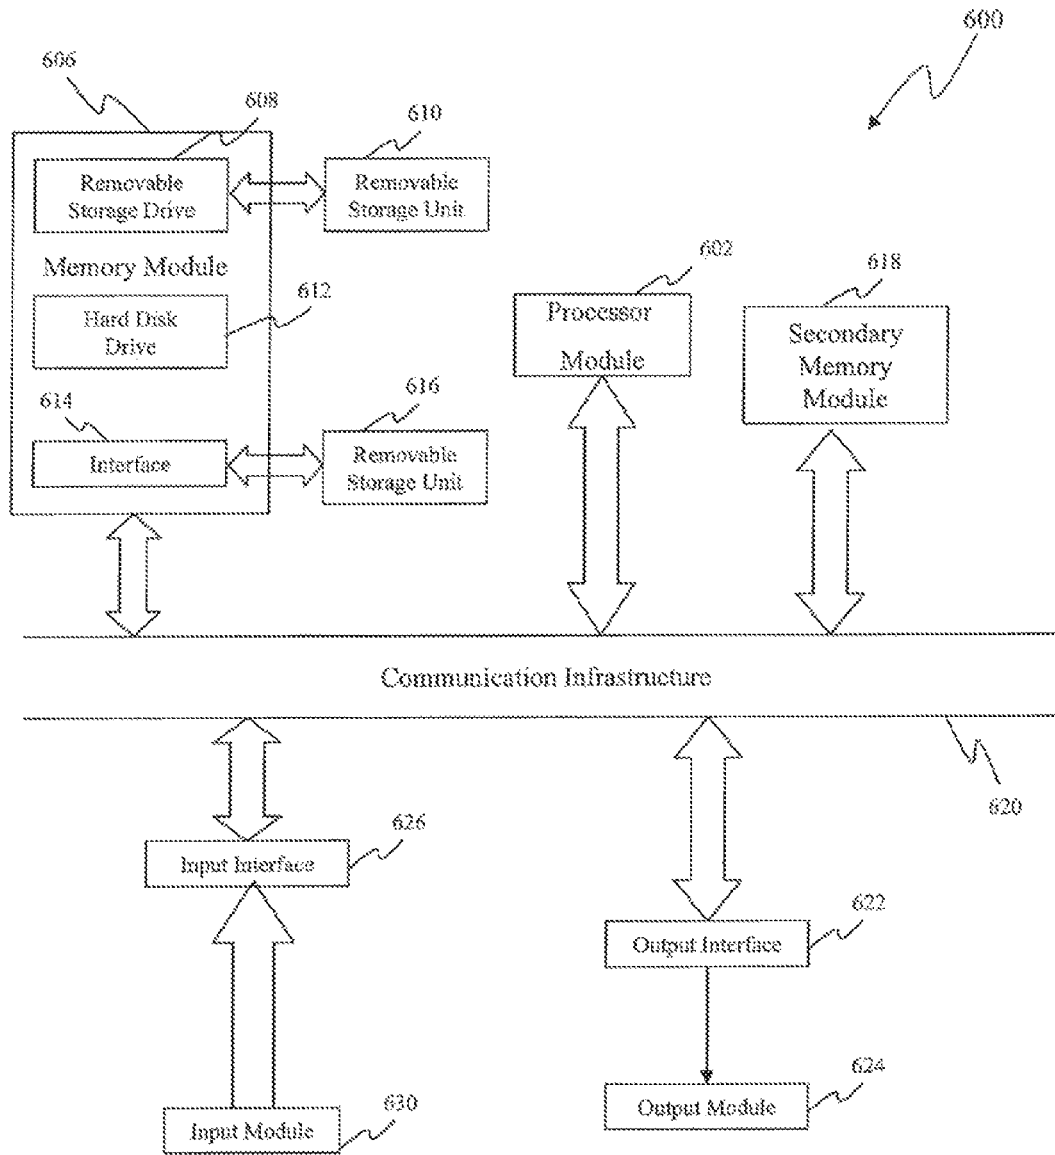 600
606
608
610
Removable
Storage Drive
Removable
Storage Unit
Memory Module
602
618
612
Hard Disk
Drive
Processor
Module
Secondary
Memory
Module
614
616
Interface
Removable
Storage Unit
Communication Infrastructure
620
626
Input Interface
622
Output Interface
624
Output Module
630
Input Module